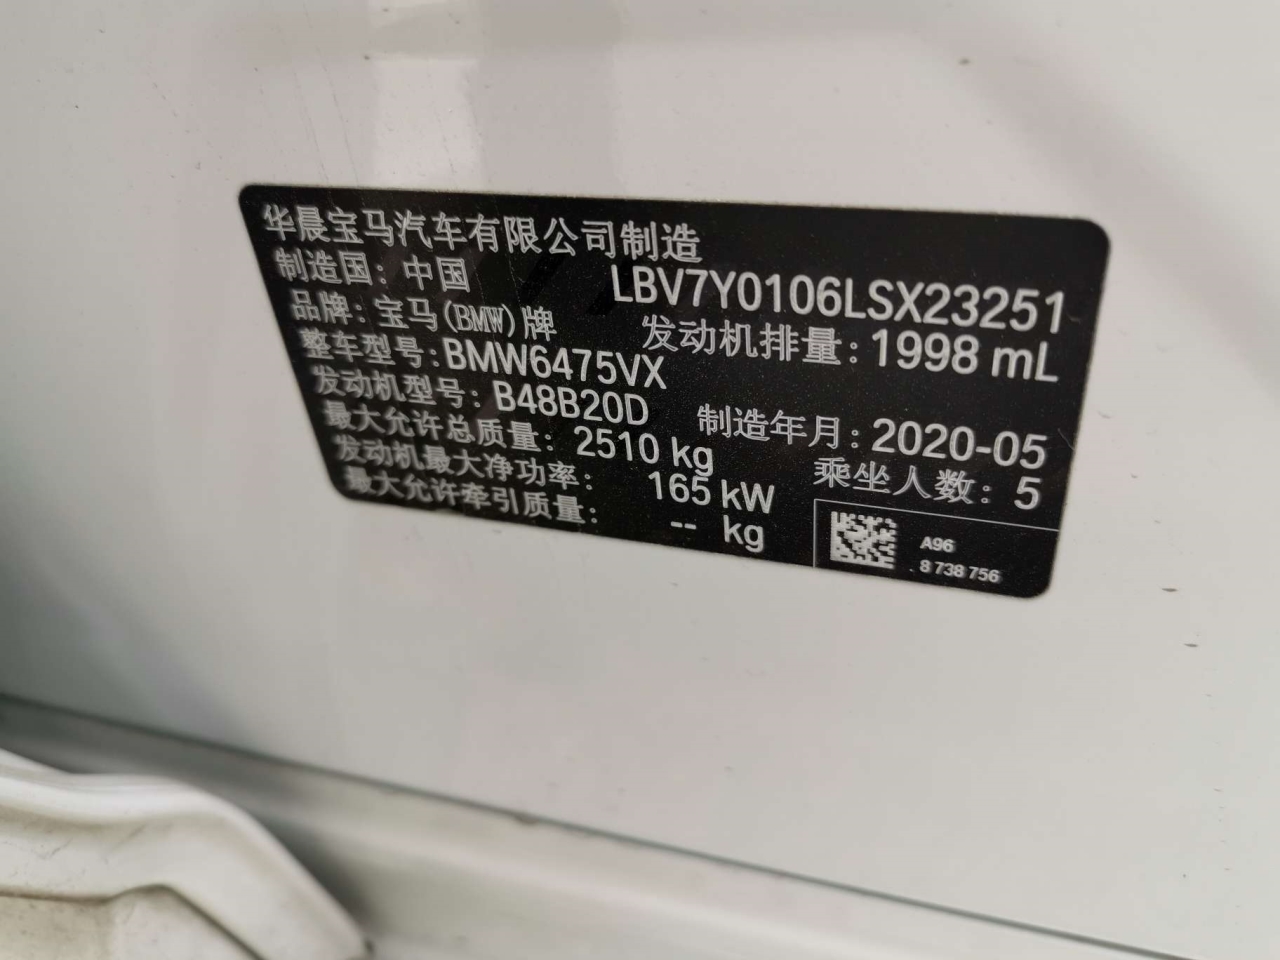 华晨宝马汽车有限公司制造
制造国：中国
LBV7Y0106LSX23251
品牌：宝马(BMW)牌
发动机排量：1998 mL
整车型号：BMW6475VX
发动机型号：B48B20D
制造年月：2020-05
最大允许总质量：2510 kg
乘坐人数：5
发动机最大净功率：165 kW
最大允许牵引质量：-- kg
A96
8 738 756